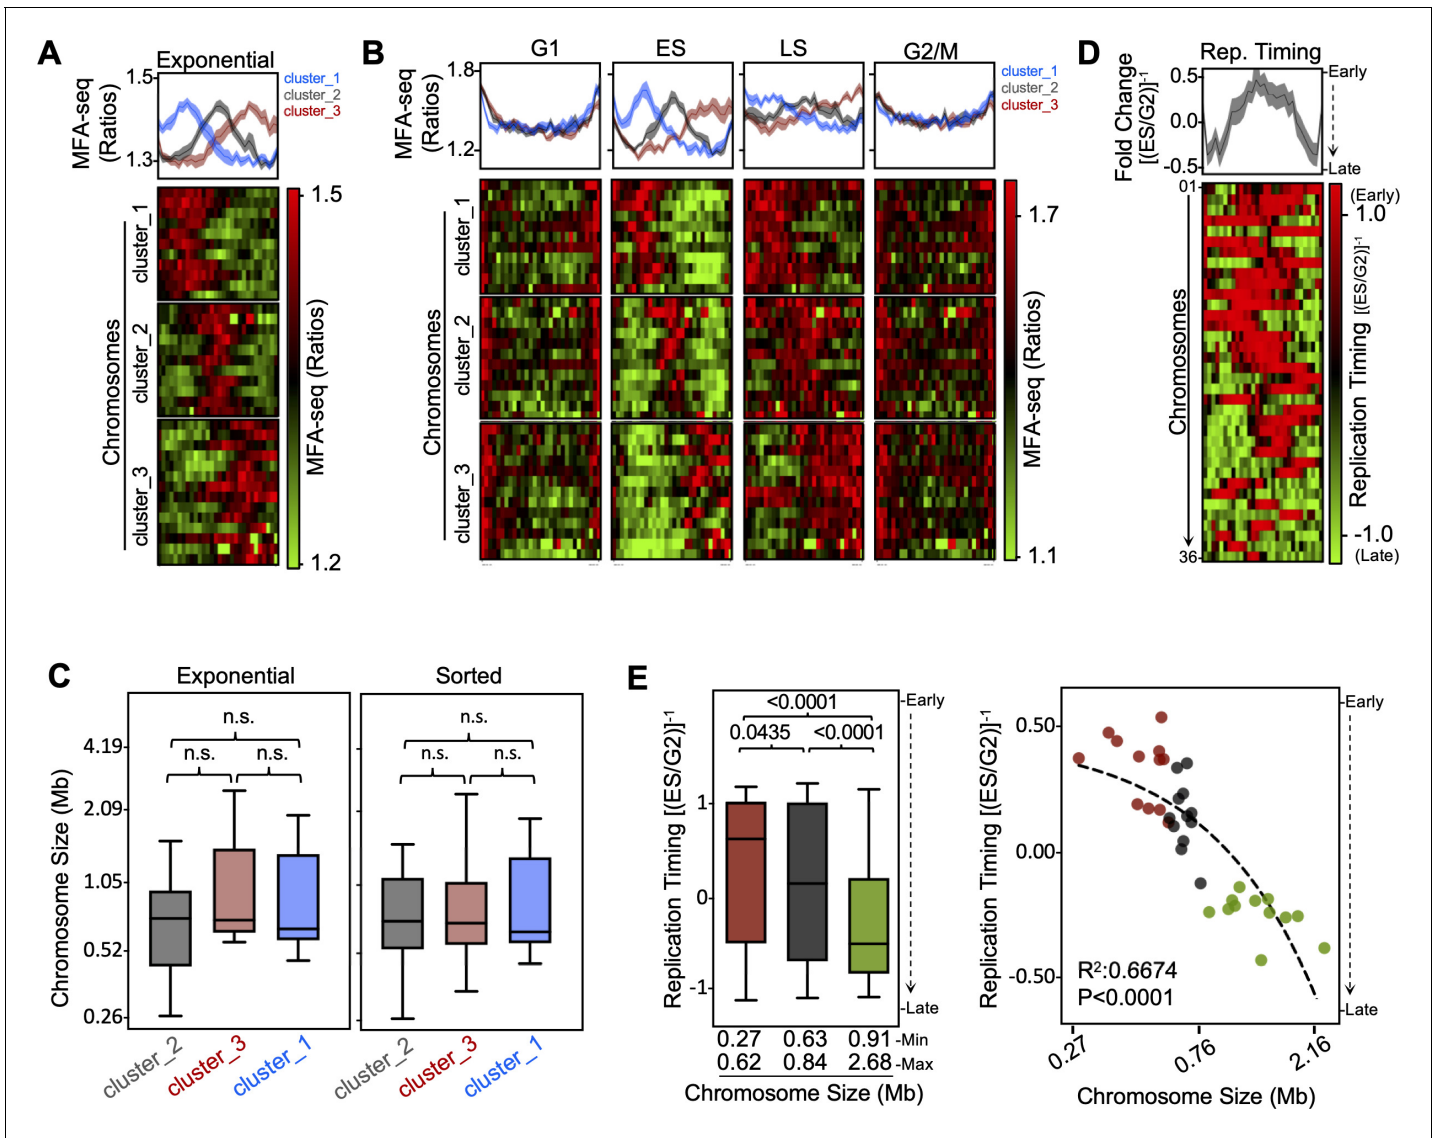 A
Exponential
1.5
1.3
MFA-seq
(Ratios)
cluster_1
cluster_2
cluster_3
Chromosomes
cluster_1
cluster_2
cluster_3
1.5
1.2
MFA-seq (Ratios)
B
G1
ES
LS
G2/M
1.8
1.2
MFA-seq
(Ratios)
cluster_1
cluster_2
cluster_3
Chromosomes
cluster_1
cluster_2
cluster_3
1.7
1.1
MFA-seq (Ratios)
D
Rep. Timing
Fold Change
[(ES/G2)]-1
0.5
0.0
-0.5
Early
Late
01
36
Chromosomes
(Early)
1.0
-1.0
(Late)
Replication Timing [(ES/G2)]-1
C
Exponential
Sorted
n.s.
n.s.
n.s.
n.s.
n.s.
n.s.
4.19
2.09
1.05
0.52
0.26
Chromosome Size (Mb)
cluster_2
cluster_3
cluster_1
cluster_2
cluster_3
cluster_1
E
<0.0001
0.0435
<0.0001
-Early
-Late
1
0
-1
Replication Timing [(ES/G2)]-1
0.27 0.63 0.91 -Min
0.62 0.84 2.68 -Max
Chromosome Size (Mb)
0.50
0.00
-0.50
Replication Timing [(ES/G2)]-1
Early
Late
R2:0.6674
P<0.0001
0.27
0.76
2.16
Chromosome Size (Mb)